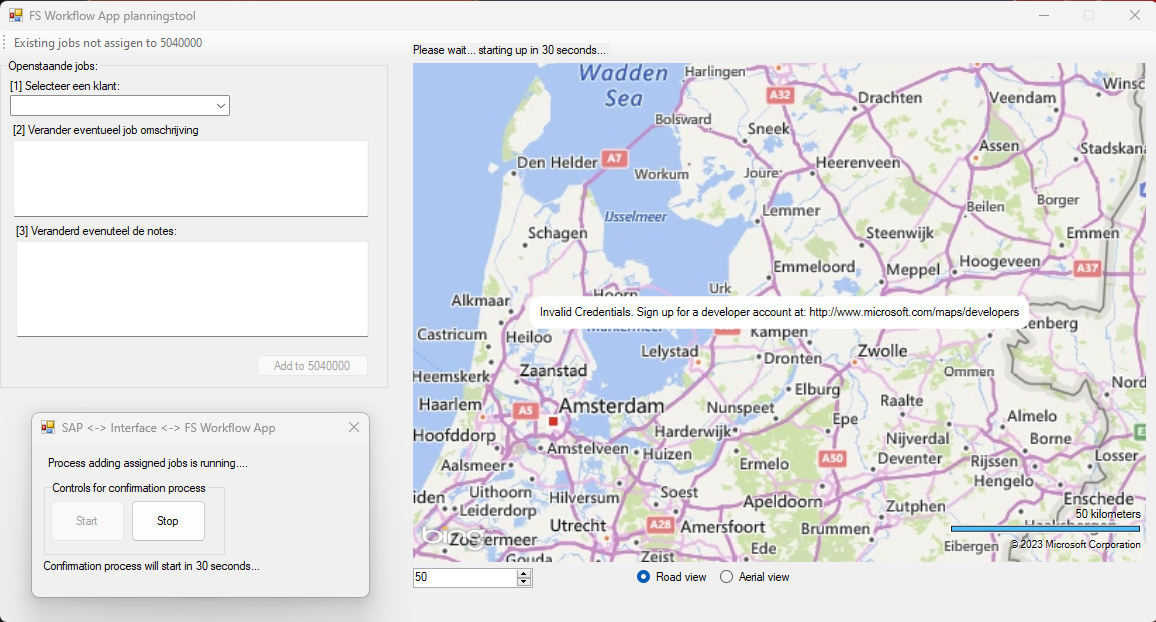 FS Workflow App planningstool
Existing jobs not assigen to 5040000
Openstaande jobs:
[1] Selecteer een klant:
[2] Verander eventueel job omschrijving
[3] Veranderd evenuteel de notes:
Add to 5040000
SAP <-> Interface <-> FS Workflow App
Process adding assigned jobs is running....
Controls for confirmation process
Start
Stop
Confirmation process will start in 30 seconds...
Please wait... starting up in 30 seconds...
Wadden Sea
Harlingen
A32
Drachten
Veendam
Winsc
Bolsward
Sneek
Assen
Stadskana
Den Helder
A7
Workum
Joure
Heerenveen
IJsselmeer
Lemmer
Beilen
Borger
Schagen
Steenwijk
Emmen
Emmeloord
Meppel
Hoogeveen
A37
Urk
Alkmaar
Hoorn
Invalid Credentials. Sign up for a developer account at: http://www.microsoft.com/maps/developers
Markermeer
Kampen
enberg
Castricum
Heiloo
Lelystad
Dronten
Zwolle
Ommen
Heemskerk
Zaanstad
Elburg
Nord
Haarlem
A5
Amsterdam
Nunspeet
Epe
Raalte
Almelo
Hoofddorp
Harderwijk
Nijverdal
Borne
E
Amstelveen
Huizen
Ermelo
A50
Deventer
Rijssen
Losser
Aalsmeer
Hengelo
iden
Uithoorn
Hilversum
Soest
Apeldoorn
Zutphen
Enschede
Leiderdorp
50 kilometers
Utrecht
A28
Amersfoort
Brummen
Haaksbergen
bing
Zoetermeer
Ede
Eibergen
© 2023 Microsoft Corporation
Gouda
Zeist
50
Road view
Aerial view